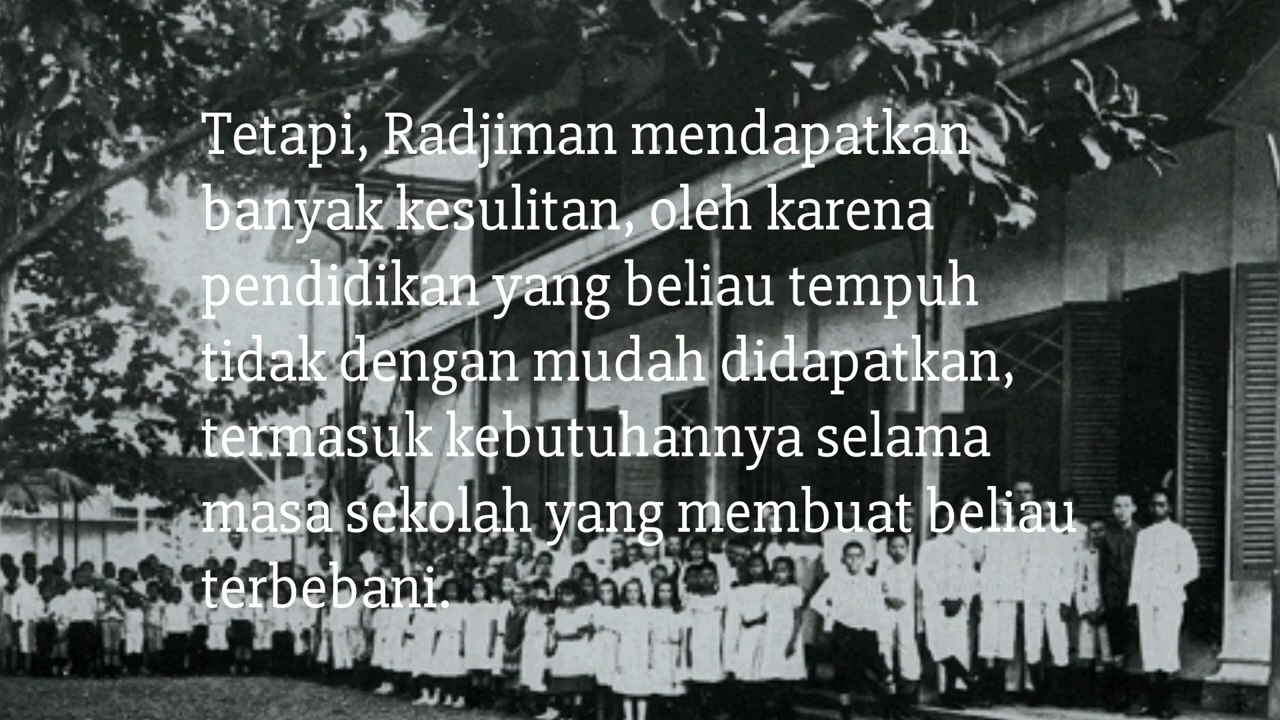 Tetapi, Radjiman mendapatkan
banyak kesulitan, oleh karena
pendidikan yang beliau tempuh
tidak dengan mudah didapatkan,
termasuk kebutuhannya selama
masa sekolah yang membuat beliau
terbebani.